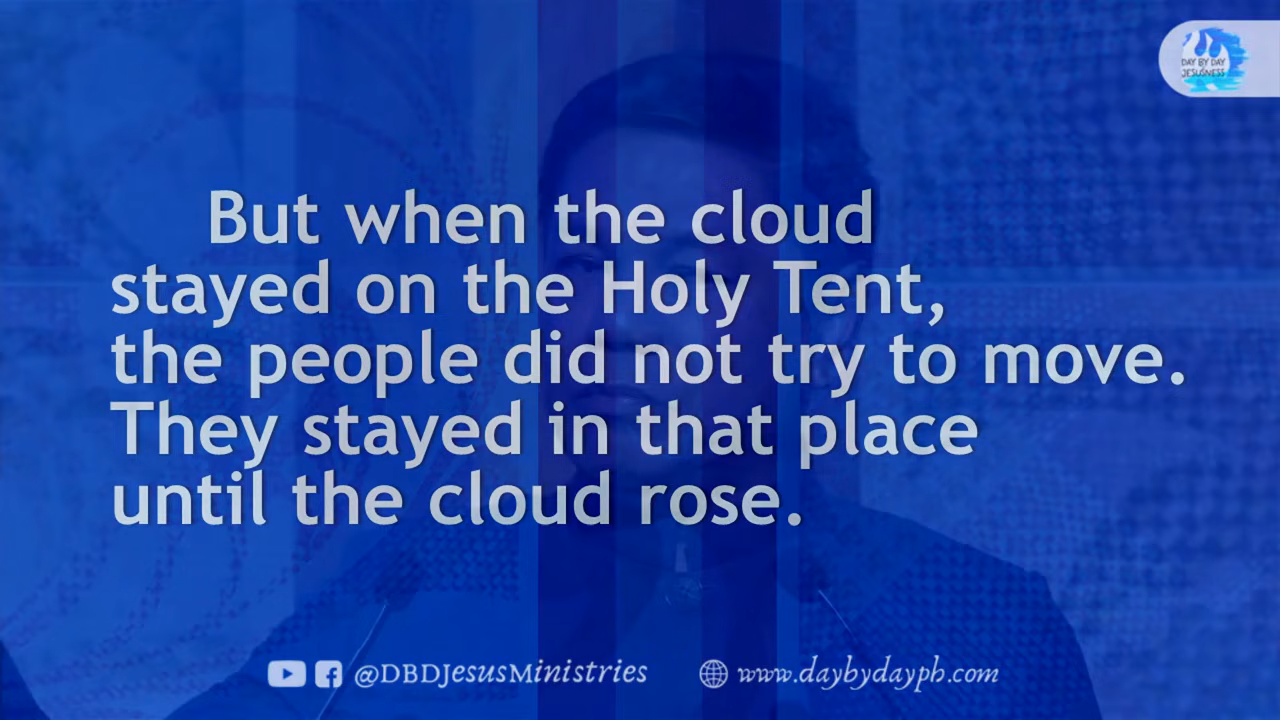 DAY BY DAY
JESUSNESS
But when the cloud
stayed on the Holy Tent,
the people did not try to move.
They stayed in that place
until the cloud rose.
@DBDJesusMinistries www.daybydayph.com